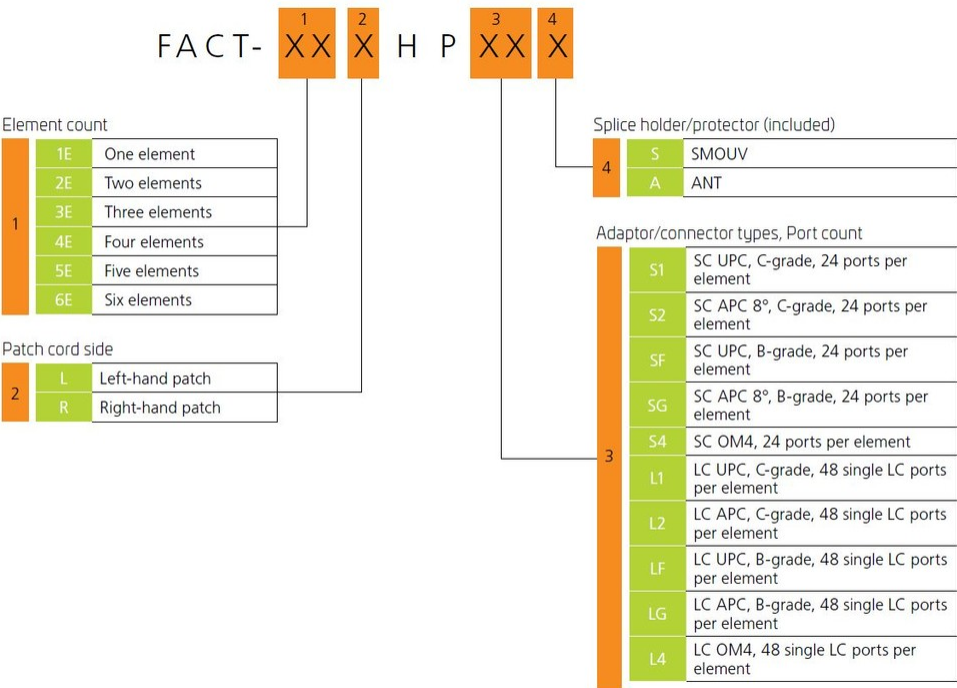 1 2 3 4
FACT- XX X H P XX X
Element count
1
1E One element
2E Two elements
3E Three elements
4E Four elements
5E Five elements
6E Six elements
Patch cord side
2
L Left-hand patch
R Right-hand patch
Splice holder/protector (included)
4
S SMOUV
A ANT
Adaptor/connector types, Port count
3
S1 SC UPC, C-grade, 24 ports per
element
S2 SC APC 8°, C-grade, 24 ports per
element
SF SC UPC, B-grade, 24 ports per
element
SG SC APC 8°, B-grade, 24 ports per
element
S4 SC OM4, 24 ports per element
L1 LC UPC, C-grade, 48 single LC ports
per element
L2 LC APC, C-grade, 48 single LC ports
per element
LF LC UPC, B-grade, 48 single LC ports
per element
LG LC APC, B-grade, 48 single LC ports
per element
L4 LC OM4, 48 single LC ports per
element